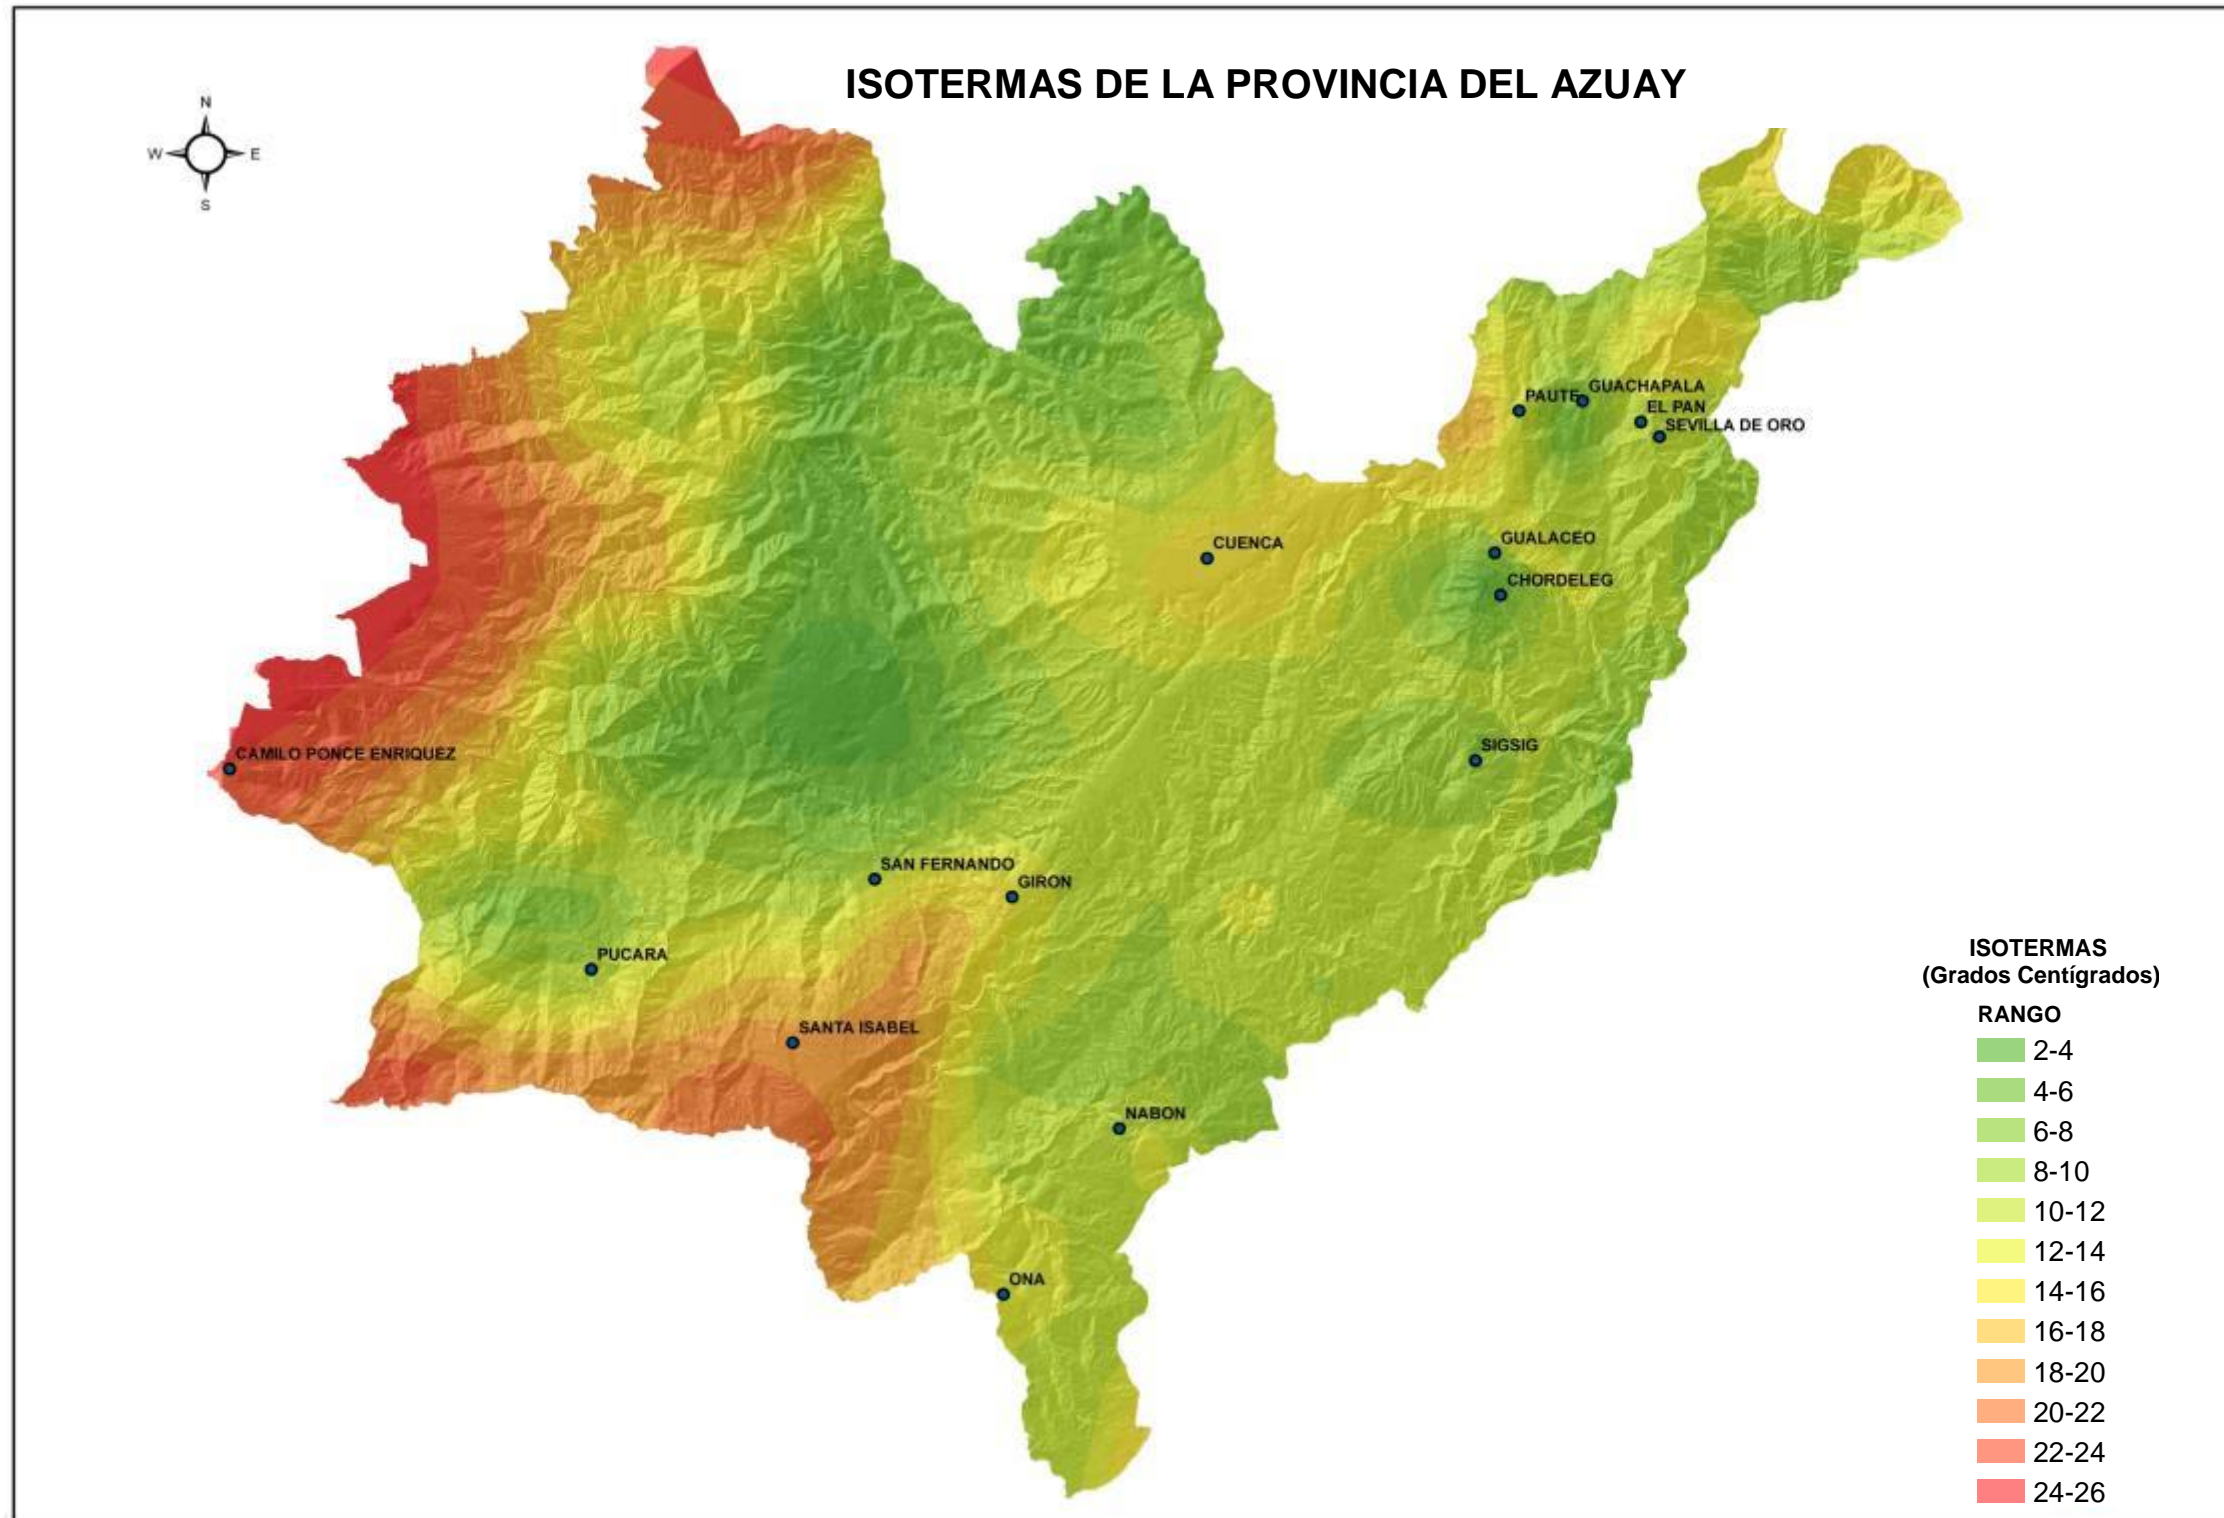 ISOTERMAS DE LA PROVINCIA DEL AZUAY
N
W
E
S
PAUTE
GUACHAPALA
EL PAN
SEVILLA DE ORO
CUENCA
GUALACEO
CHORDELEG
SIGSIG
CAMILO PONCE ENRIQUEZ
SAN FERNANDO
GIRON
PUCARA
SANTA ISABEL
NABON
ONA
ISOTERMAS
(Grados Centígrados)
RANGO
2-4
4-6
6-8
8-10
10-12
12-14
14-16
16-18
18-20
20-22
22-24
24-26